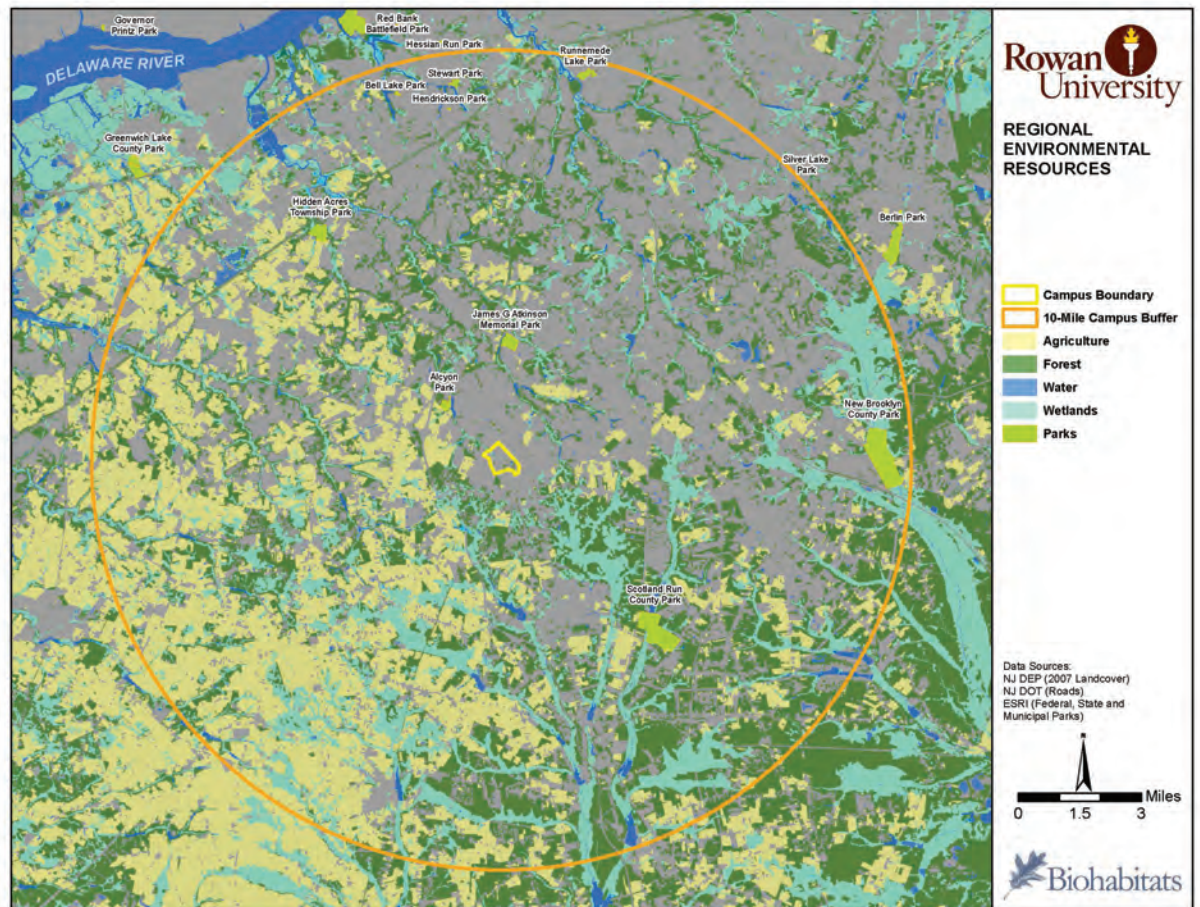 Governor
Printz Park
Red Bank
Battlefield Park
Hessian Run Park
Runnemede
Lake Park
DELAWARE RIVER
Stewart Park
Bell Lake Park
Hendrickson Park
Greenwich Lake
County Park
Silver Lake
Park
Hidden Acres
Township Park
Berlin Park
James G Atkinson
Memorial Park
Alcyon
Park
New Brooklyn
County Park
Scotland Run
County Park
Rowan
University
REGIONAL
ENVIRONMENTAL
RESOURCES
Campus Boundary
10-Mile Campus Buffer
Agriculture
Forest
Water
Wetlands
Parks
Data Sources:
NJ DEP (2007 Landcover)
NJ DOT (Roads)
ESRI (Federal, State and
Municipal Parks)
N
Miles
0 1.5 3
Biohabitats